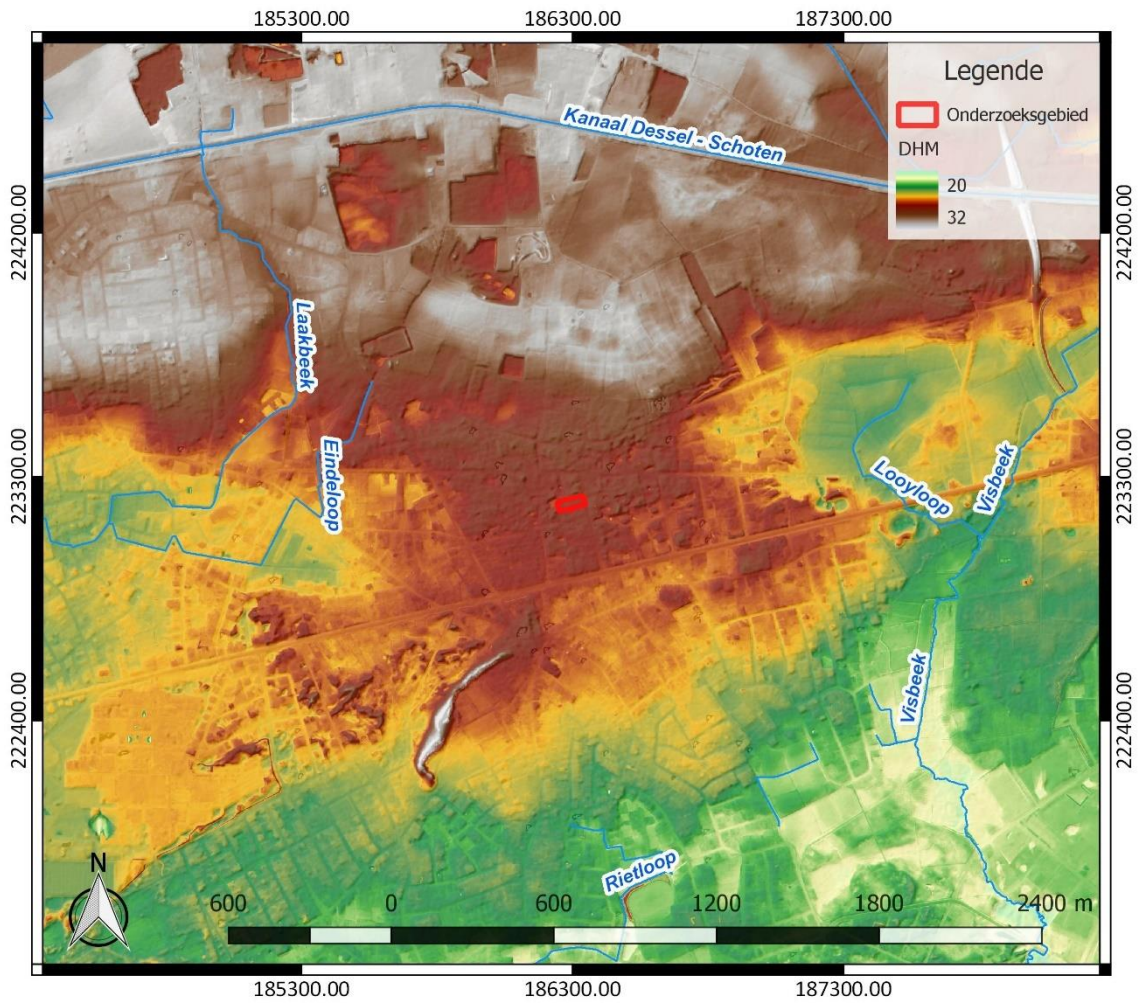 185300.00 186300.00 187300.00
Legende
Onderzoeksgebied
DHM
20
32
Kanaal Dessel - Schoten
224200.00 224200.00
Laakbeek
Eindeloop
Looyloop
Visbeek
223300.00 223300.00
Visbeek
222400.00 222400.00
Rietloop
N
600 0 600 1200 1800 2400 m
185300.00 186300.00 187300.00